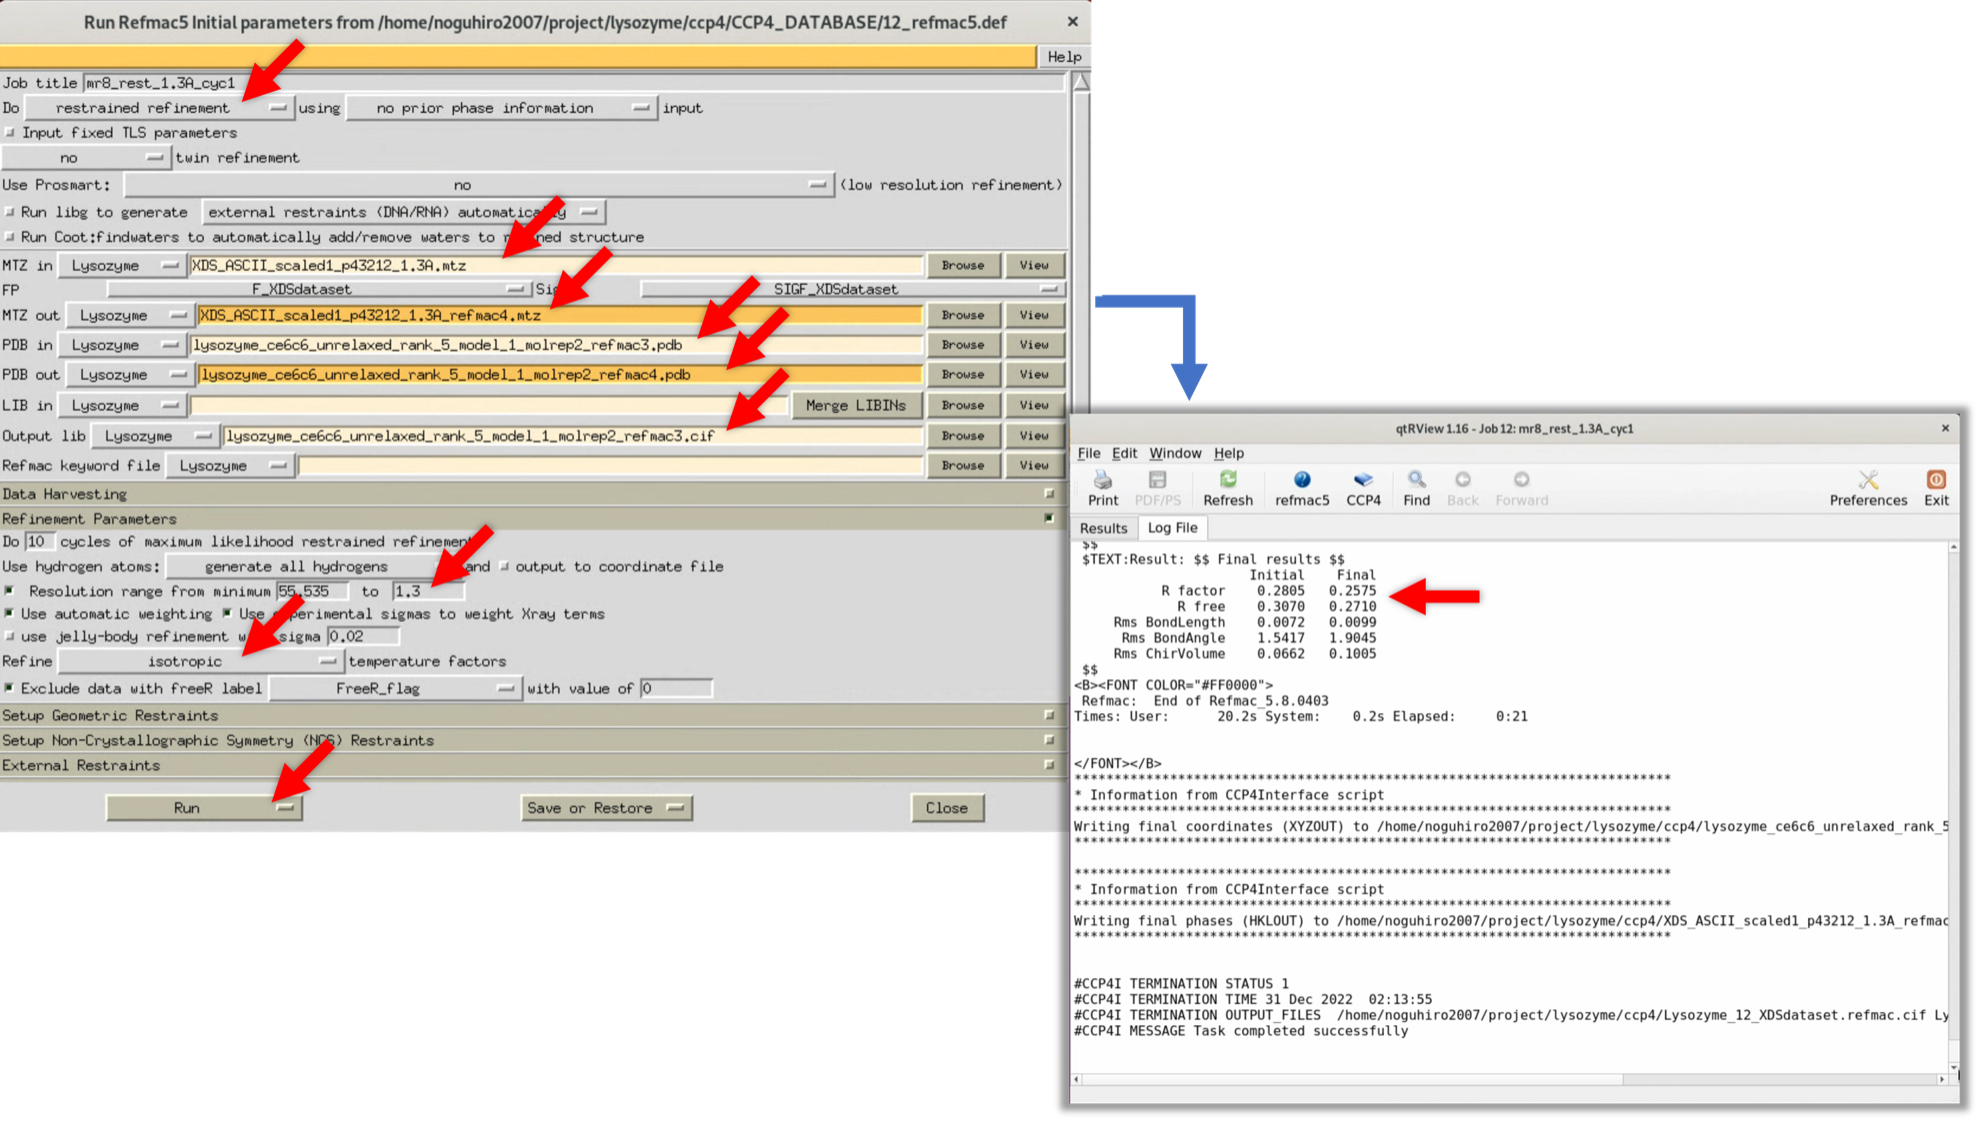 Run Refmac5 Initial parameters from /home/noguhiro2007/project/lysozyme/ccp4/CCP4_DATABASE/12_refmac5.def ×
Help
Job title mr8_rest_1.3A_cyc1
Do restrained refinement using no prior phase information input
Input fixed TLS parameters
no twin refinement
Use Prosmart: no (low resolution refinement)
Run libg to generate external restraints (DNA/RNA) automatically
Run Coot:findwaters to automatically add/remove waters to structure
MTZ in Lysozyme XDS_ASCII_scaled1_p43212_1.3A.mtz Browse View
FP F_XDSdataset SIGF_XDSdataset
MTZ out Lysozyme XDS_ASCII_scaled1_p43212_1.3A_refmac4.mtz Browse View
PDB in Lysozyme lysozyme_ce6c6_unrelaxed_rank_5_model_1_molrep2_refmac3.pdb Browse View
PDB out Lysozyme lysozyme_ce6c6_unrelaxed_rank_5_model_1_molrep2_refmac4.pdb Browse View
LIB in Lysozyme Merge LIBINs Browse View
Output lib Lysozyme lysozyme_ce6c6_unrelaxed_rank_5_model_1_molrep2_refmac3.cif Browse View
Refmac keyword file Lysozyme Browse View
Data Harvesting
Refinement Parameters
Do 10 cycles of maximum likelihood restrained refinement
Use hydrogen atoms: generate all hydrogens and output to coordinate file
Resolution range from minimum 55.535 to 1.3
Use automatic weighting Use experimental sigmas to weight Xray terms
use jelly-body refinement with sigma 0.02
Refine isotropic temperature factors
Exclude data with freeR label FreeR_flag with value of 0
Setup Geometric Restraints
Setup Non-Crystallographic Symmetry (NCS) Restraints
External Restraints
Run Save or Restore Close
qtRView 1.16 - Job 12: mr8_rest_1.3A_cyc1 ×
File Edit Window Help
Print PDF/PS Refresh refmac5 CCP4 Find Back Forward Preferences Exit
Results Log File
$$
$TEXT:Result: $$ Final results $$
Initial Final
R factor 0.2805 0.2575
R free 0.3070 0.2710
Rms BondLength 0.0072 0.0099
Rms BondAngle 1.5417 1.9045
Rms ChirVolume 0.0662 0.1005
$$
<B><FONT COLOR="#FF0000">
Refmac: End of Refmac_5.8.0403
Times: User: 20.2s System: 0.2s Elapsed: 0:21
</FONT></B>
***************************************************************************
* Information from CCP4Interface script
***************************************************************************
Writing final coordinates (XYZOUT) to /home/noguhiro2007/project/lysozyme/ccp4/lysozyme_ce6c6_unrelaxed_rank_5
***************************************************************************
***************************************************************************
* Information from CCP4Interface script
***************************************************************************
Writing final phases (HKLOUT) to /home/noguhiro2007/project/lysozyme/ccp4/XDS_ASCII_scaled1_p43212_1.3A_refmac
***************************************************************************
#CCP4I TERMINATION STATUS 1
#CCP4I TERMINATION TIME 31 Dec 2022 02:13:55
#CCP4I TERMINATION OUTPUT_FILES /home/noguhiro2007/project/lysozyme/ccp4/Lysozyme_12_XDSdataset.refmac.cif Ly
#CCP4I MESSAGE Task completed successfully